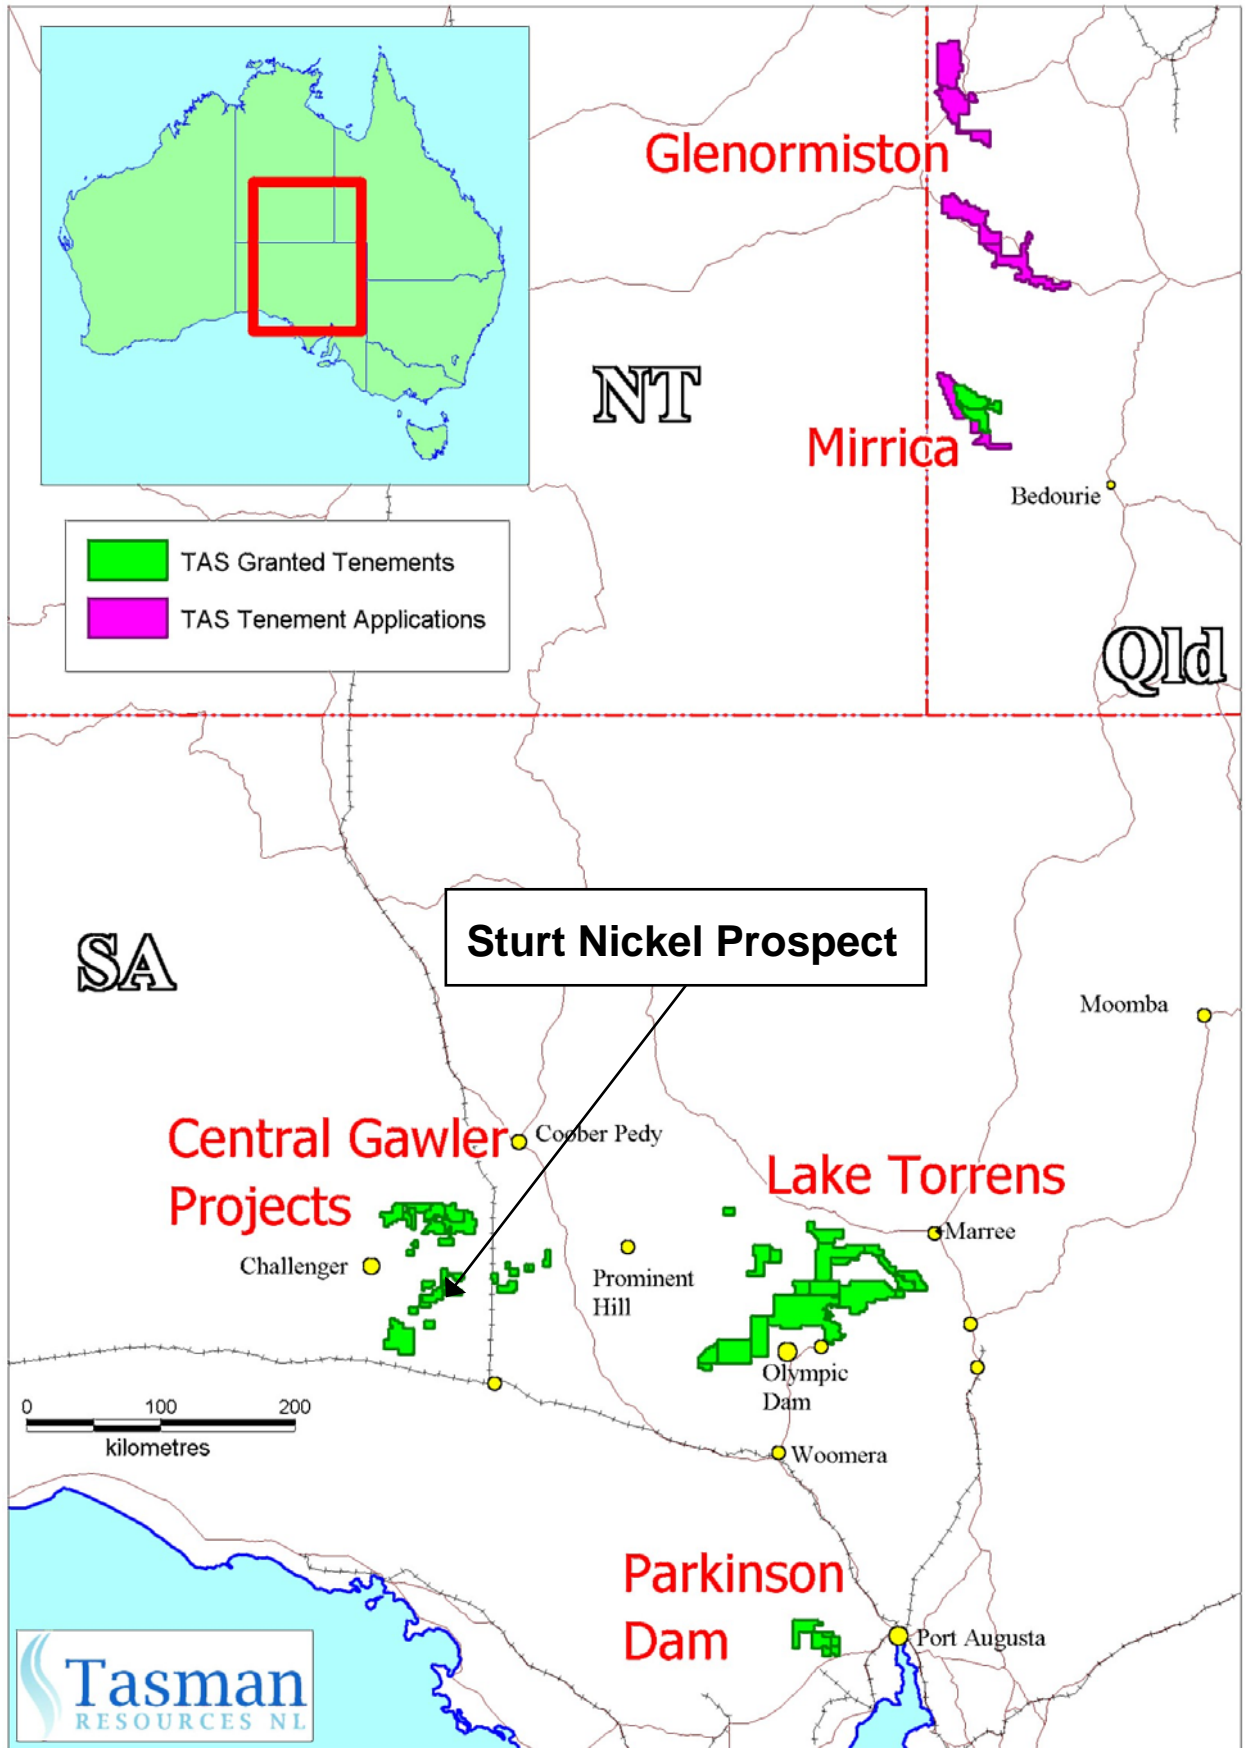 Glenormiston
NT
Mirrica
Bedourie
TAS Granted Tenements
TAS Tenement Applications
Qld
Sturt Nickel Prospect
SA
Moomba
Central Gawler
Projects
Coober Pedy
Lake Torrens
Marree
Challenger
Prominent
Hill
Olympic
Dam
0 100 200
kilometres
Woomera
Parkinson
Dam
Port Augusta
Tasman
RESOURCES NL